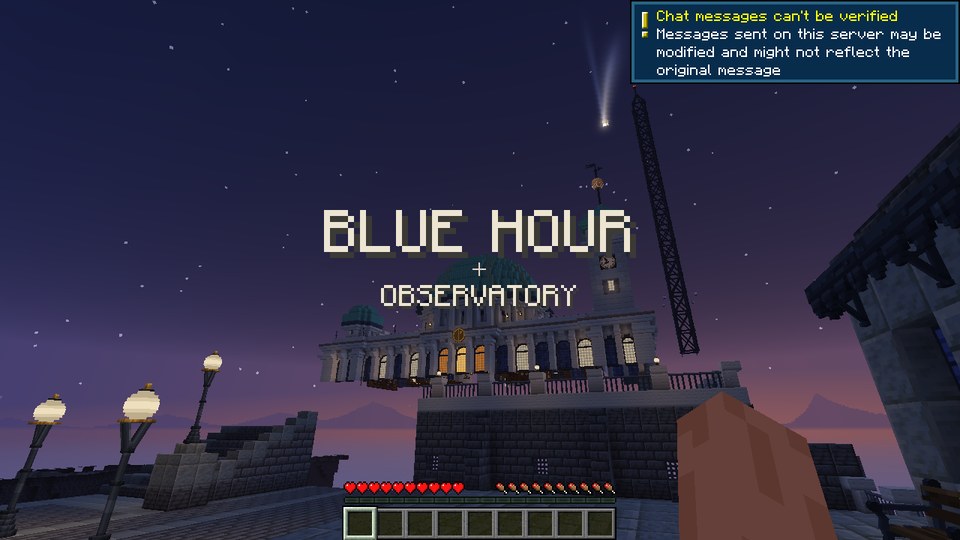 Chat messages can't be verified
Messages sent on this server may be
modified and might not reflect the
original message
BLUE HOUR
OBSERVATORY